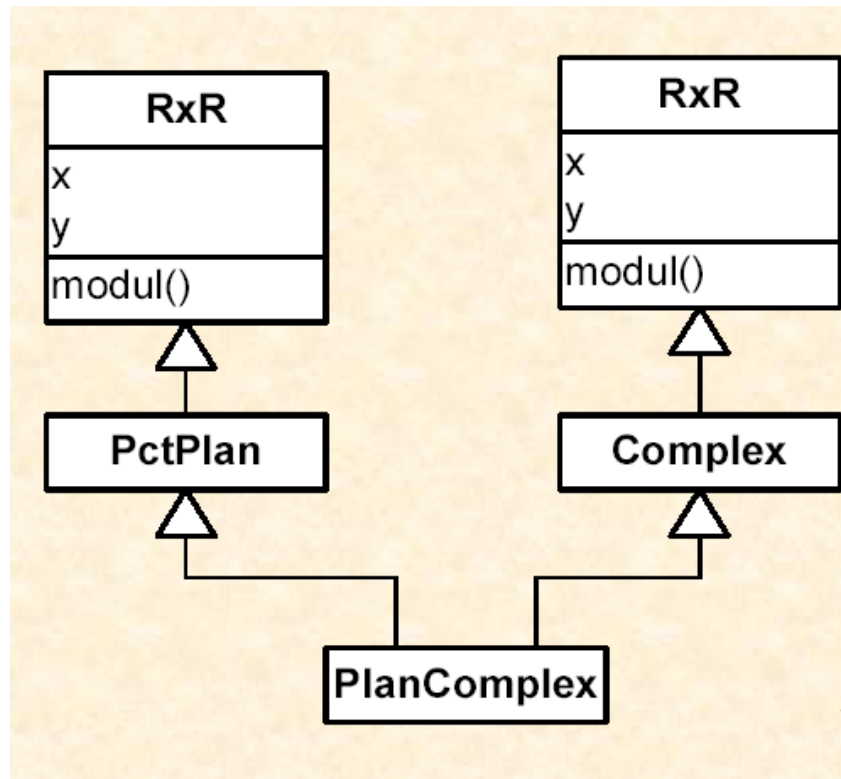 RxR
x
y
modul()
RxR
x
y
modul()
PctPlan
Complex
PlanComplex